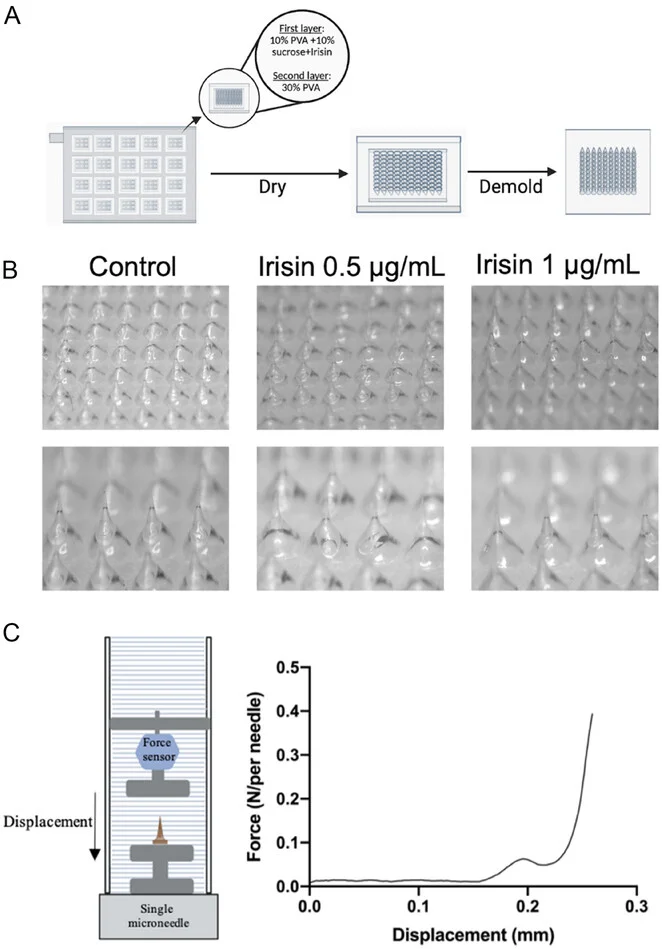 A
First layer:
10% PVA +10%
sucrose+Irisin
Second layer:
30% PVA
Dry
Demold
B
Control
Irisin 0.5 µg/mL
Irisin 1 µg/mL
C
Force
sensor
Displacement
Single
microneedle
Force (N/per needle)
0.5
0.4
0.3
0.2
0.1
0.0
0.0
0.1
0.2
0.3
Displacement (mm)